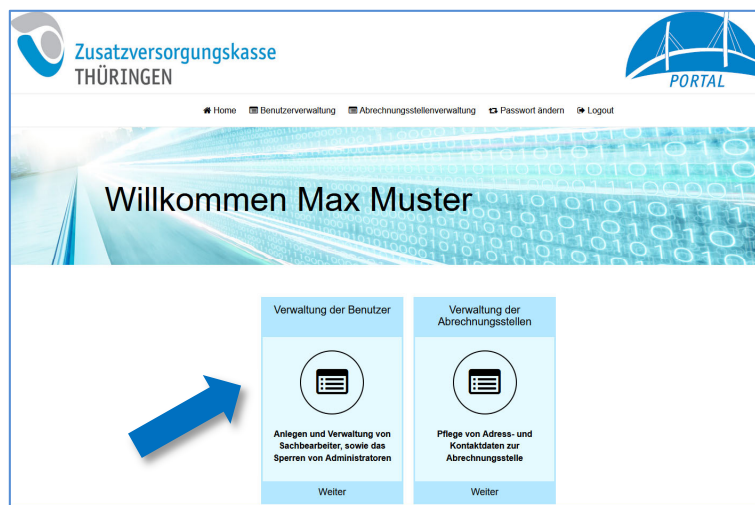 Zusatzversorgungskasse
THÜRINGEN
PORTAL
Home Benutzerverwaltung Abrechnungsstellenverwaltung Passwort ändern Logout
Willkommen Max Muster
Verwaltung der Benutzer
Anlegen und Verwaltung von
Sachbearbeiter, sowie das
Sperren von Administratoren
Weiter
Verwaltung der
Abrechnungsstellen
Pflege von Adress- und
Kontaktdaten zur
Abrechnungsstelle
Weiter